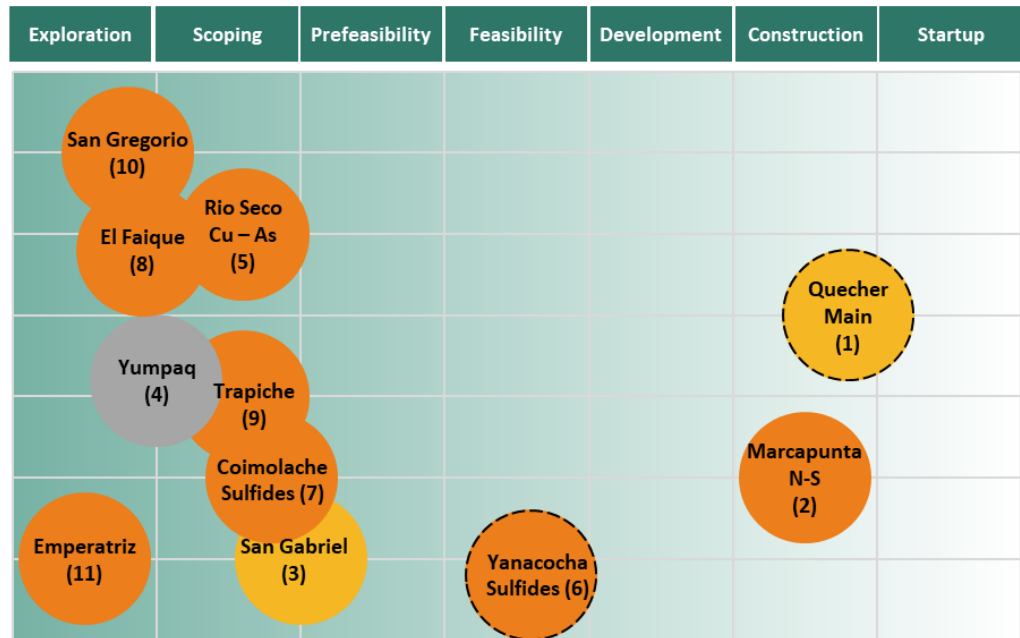 Exploration
Scoping
Prefeasibility
Feasibility
Development
Construction
Startup
San Gregorio
(10)
Rio Seco
Cu – As
(5)
El Faique
(8)
Quecher
Main
(1)
Yumpaq
(4)
Trapiche
(9)
Coimolache
Sulfides (7)
Marcapunta
N-S
(2)
Emperatriz
(11)
San Gabriel
(3)
Yanacocha
Sulfides (6)